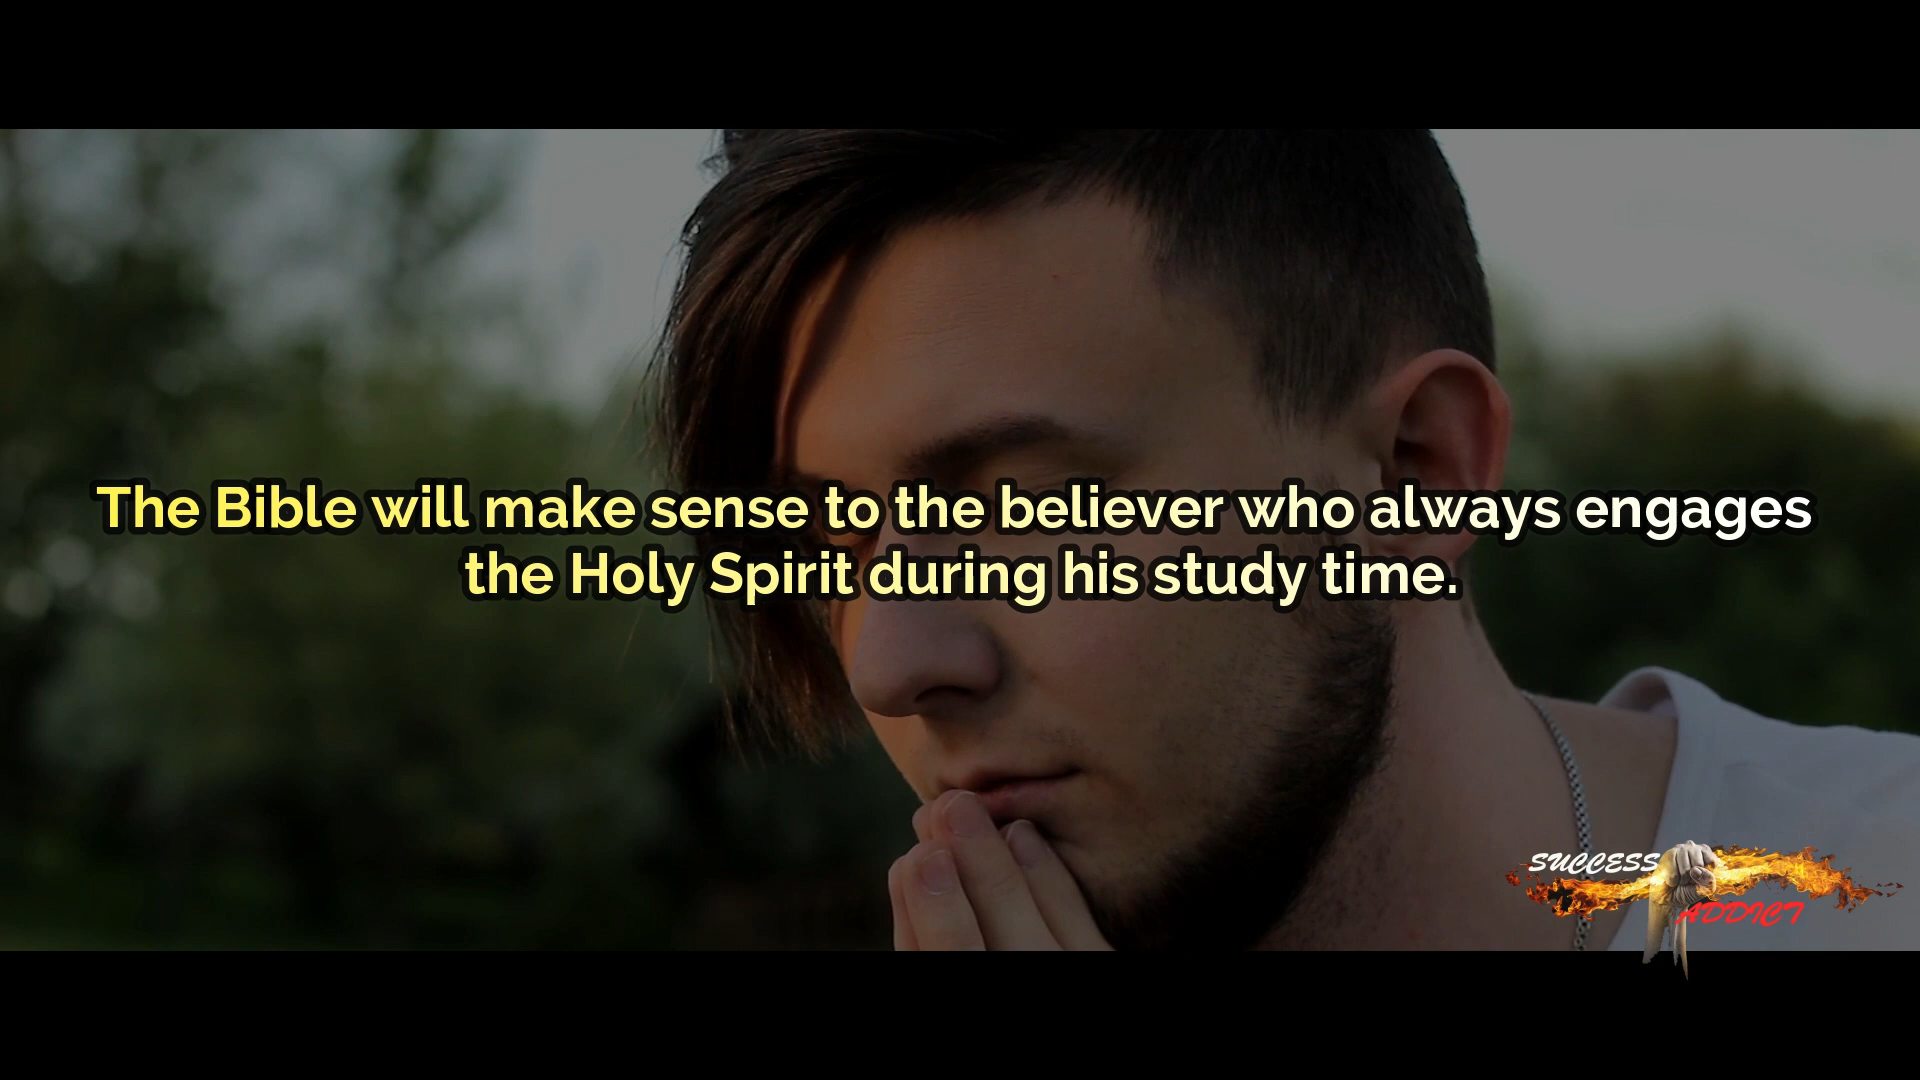 The Bible will make sense to the believer who always engages
the Holy Spirit during his study time.
SUCCESS
ADDICT